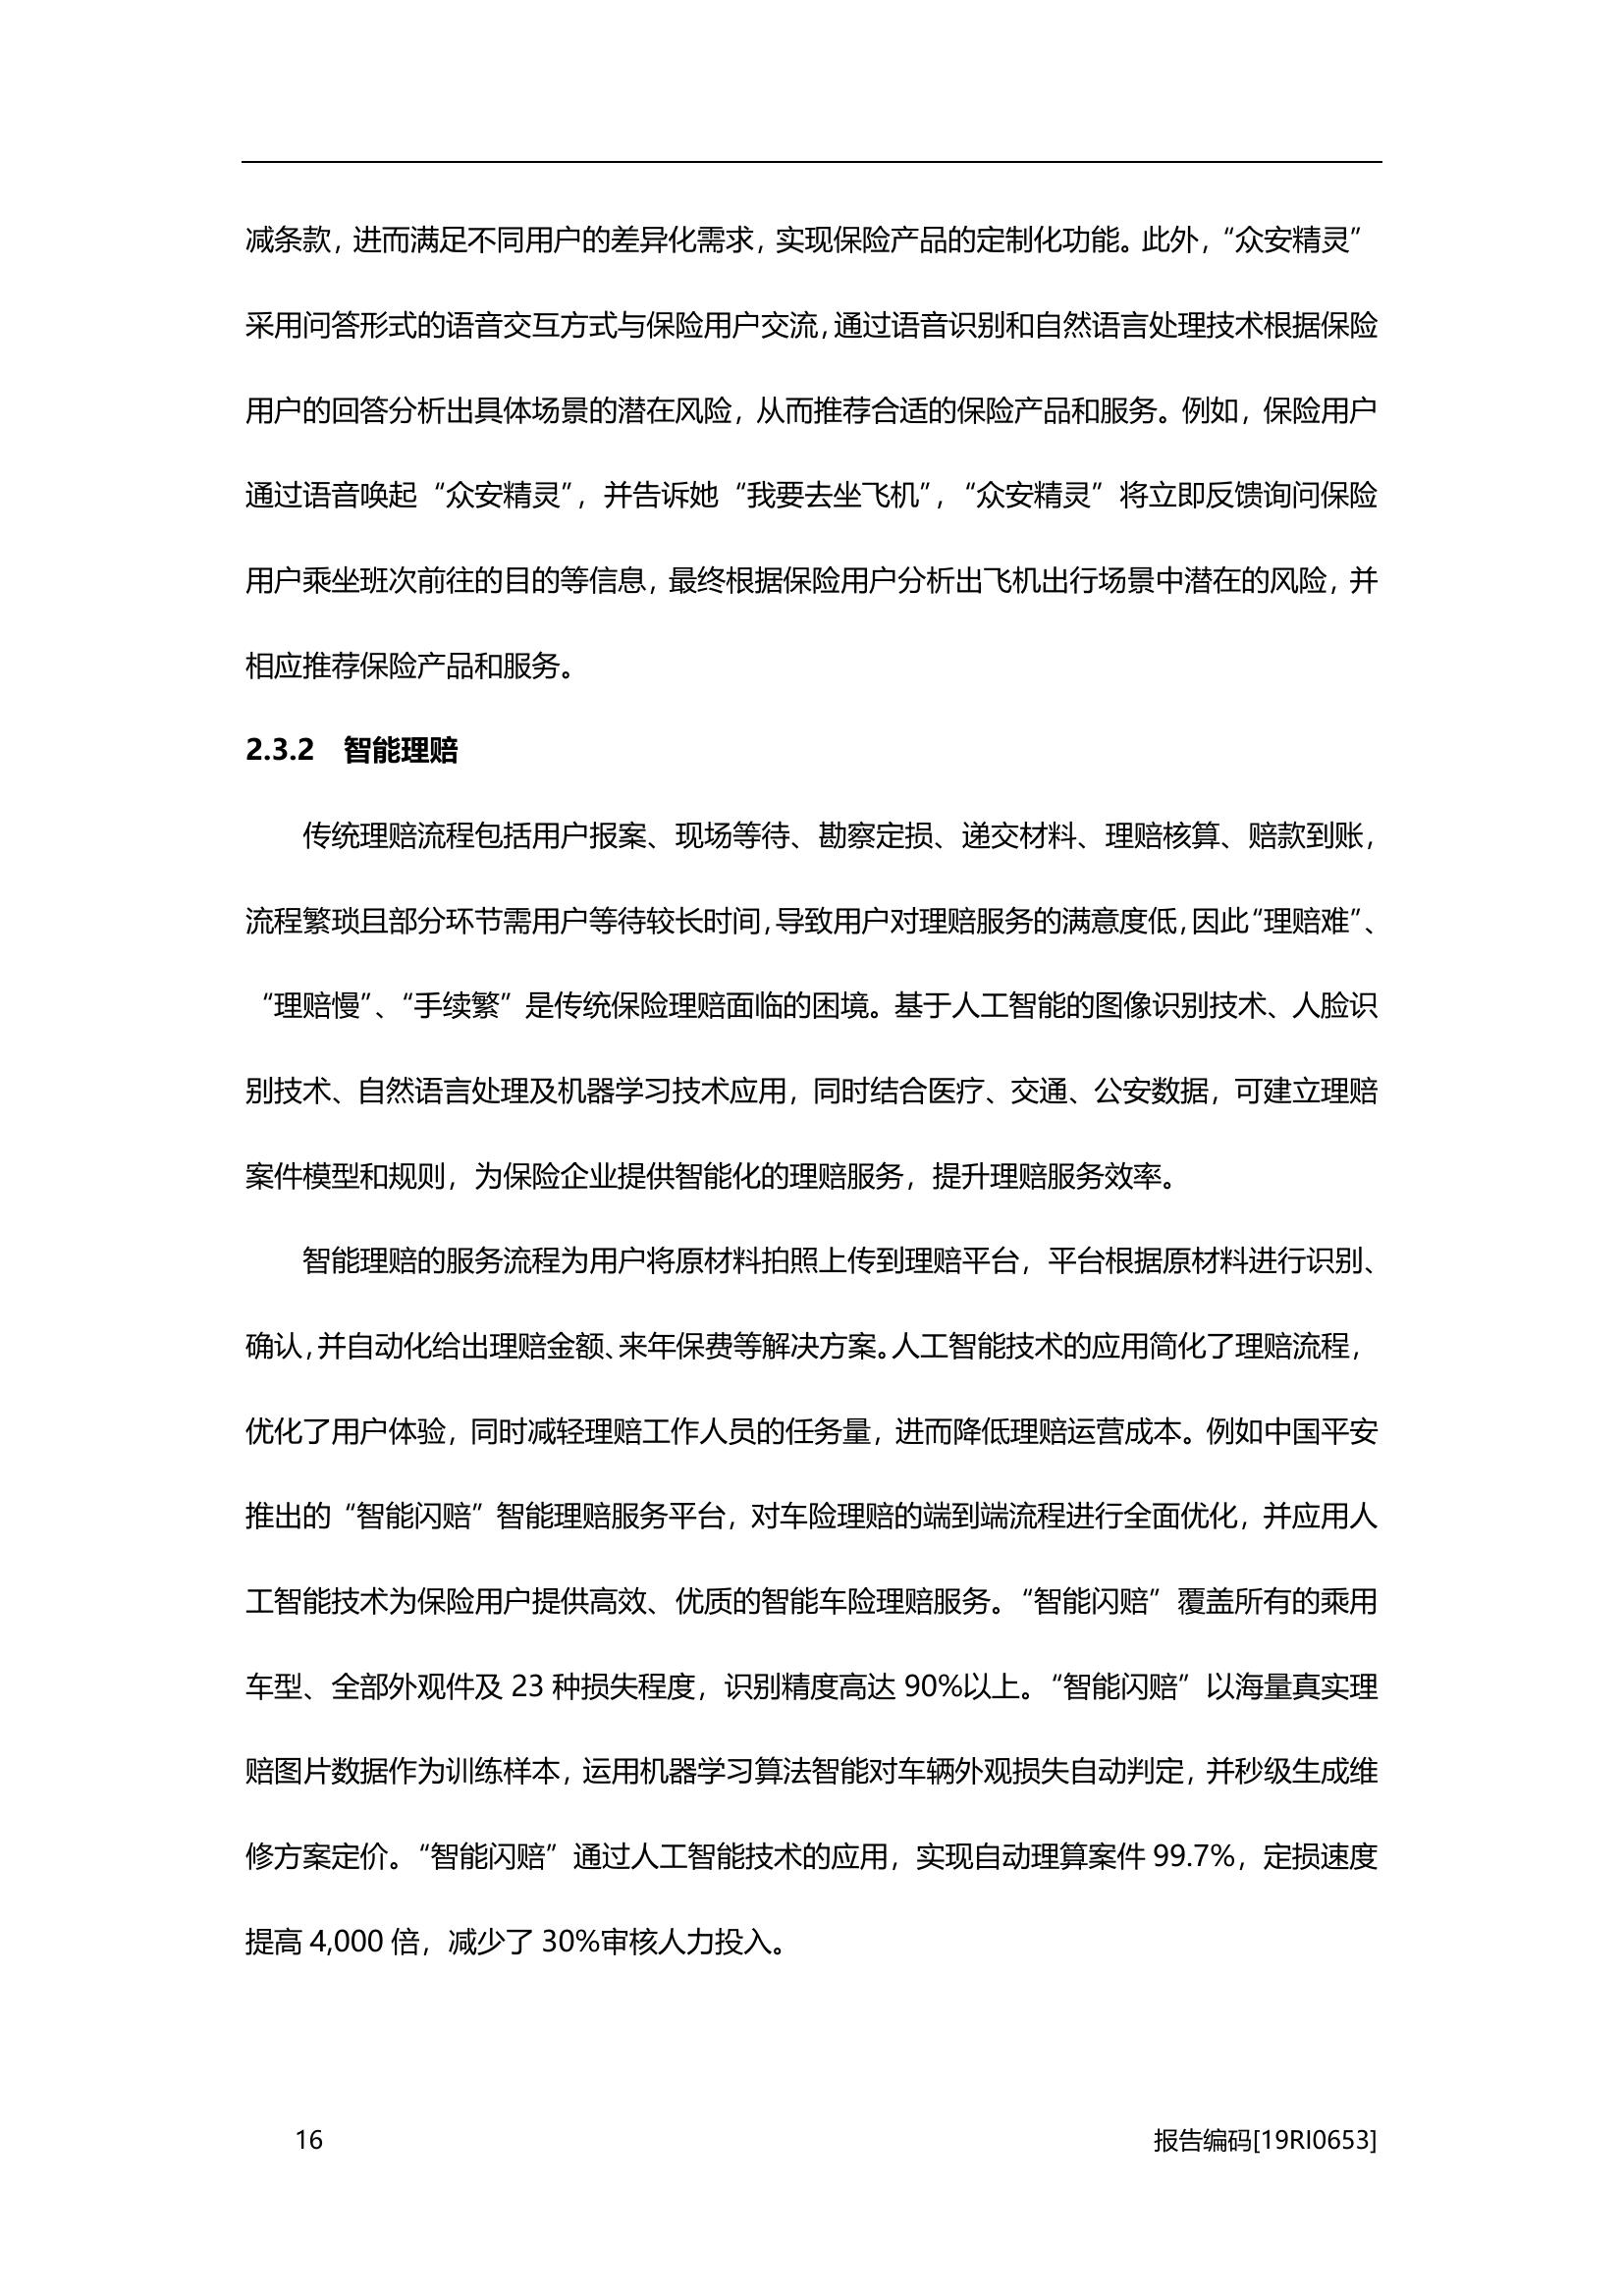 减条款，进而满足不同用户的差异化需求，实现保险产品的定制化功能。此外，“众安精灵”
采用问答形式的语音交互方式与保险用户交流，通过语音识别和自然语言处理技术根据保险
用户的回答分析出具体场景的潜在风险，从而推荐合适的保险产品和服务。例如，保险用户
通过语音唤起“众安精灵”，并告诉她“我要去坐飞机”，“众安精灵”将立即反馈询问保险
用户乘坐班次前往的目的等信息，最终根据保险用户分析出飞机出行场景中潜在的风险，并
相应推荐保险产品和服务。
2.3.2 智能理赔
传统理赔流程包括用户报案、现场等待、勘察定损、递交材料、理赔核算、赔款到账，
流程繁琐且部分环节需用户等待较长时间，导致用户对理赔服务的满意度低，因此“理赔难”、
“理赔慢”、“手续繁”是传统保险理赔面临的困境。基于人工智能的图像识别技术、人脸识
别技术、自然语言处理及机器学习技术应用，同时结合医疗、交通、公安数据，可建立理赔
案件模型和规则，为保险企业提供智能化的理赔服务，提升理赔服务效率。
智能理赔的服务流程为用户将原材料拍照上传到理赔平台，平台根据原材料进行识别、
确认，并自动化给出理赔金额、来年保费等解决方案。人工智能技术的应用简化了理赔流程，
优化了用户体验，同时减轻理赔工作人员的任务量，进而降低理赔运营成本。例如中国平安
推出的“智能闪赔”智能理赔服务平台，对车险理赔的端到端流程进行全面优化，并应用人
工智能技术为保险用户提供高效、优质的智能车险理赔服务。“智能闪赔”覆盖所有的乘用
车型、全部外观件及 23 种损失程度，识别精度高达 90%以上。“智能闪赔”以海量真实理
赔图片数据作为训练样本，运用机器学习算法智能对车辆外观损失自动判定，并秒级生成维
修方案定价。“智能闪赔”通过人工智能技术的应用，实现自动理算案件 99.7%，定损速度
提高 4,000 倍，减少了 30%审核人力投入。
16 报告编码[19RI0653]